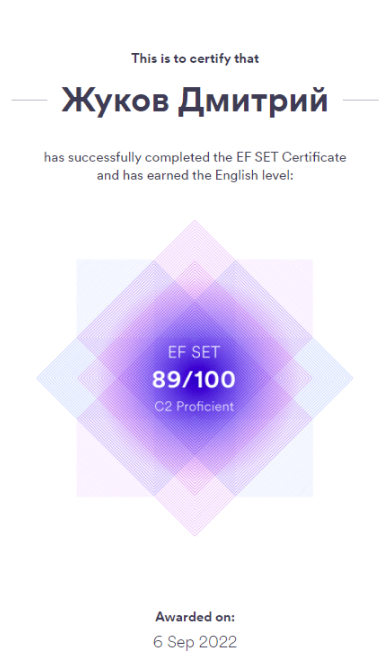 This is to certify that
Жуков Дмитрий
has successfully completed the EF SET Certificate
and has earned the English level:
EF SET
89/100
C2 Proficient
Awarded on:
6 Sep 2022